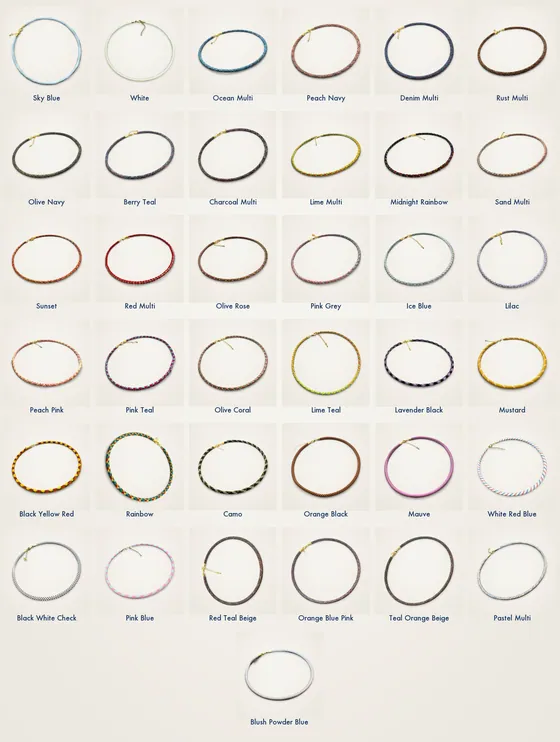 Sky Blue
White
Ocean Multi
Peach Navy
Denim Multi
Rust Multi
Olive Navy
Berry Teal
Charcoal Multi
Lime Multi
Midnight Rainbow
Sand Multi
Sunset
Red Multi
Olive Rose
Pink Grey
Ice Blue
Lilac
Peach Pink
Pink Teal
Olive Coral
Lime Teal
Lavender Black
Mustard
Black Yellow Red
Rainbow
Camo
Orange Black
Mauve
White Red Blue
Black White Check
Pink Blue
Red Teal Beige
Orange Blue Pink
Teal Orange Beige
Pastel Multi
Blush Powder Blue